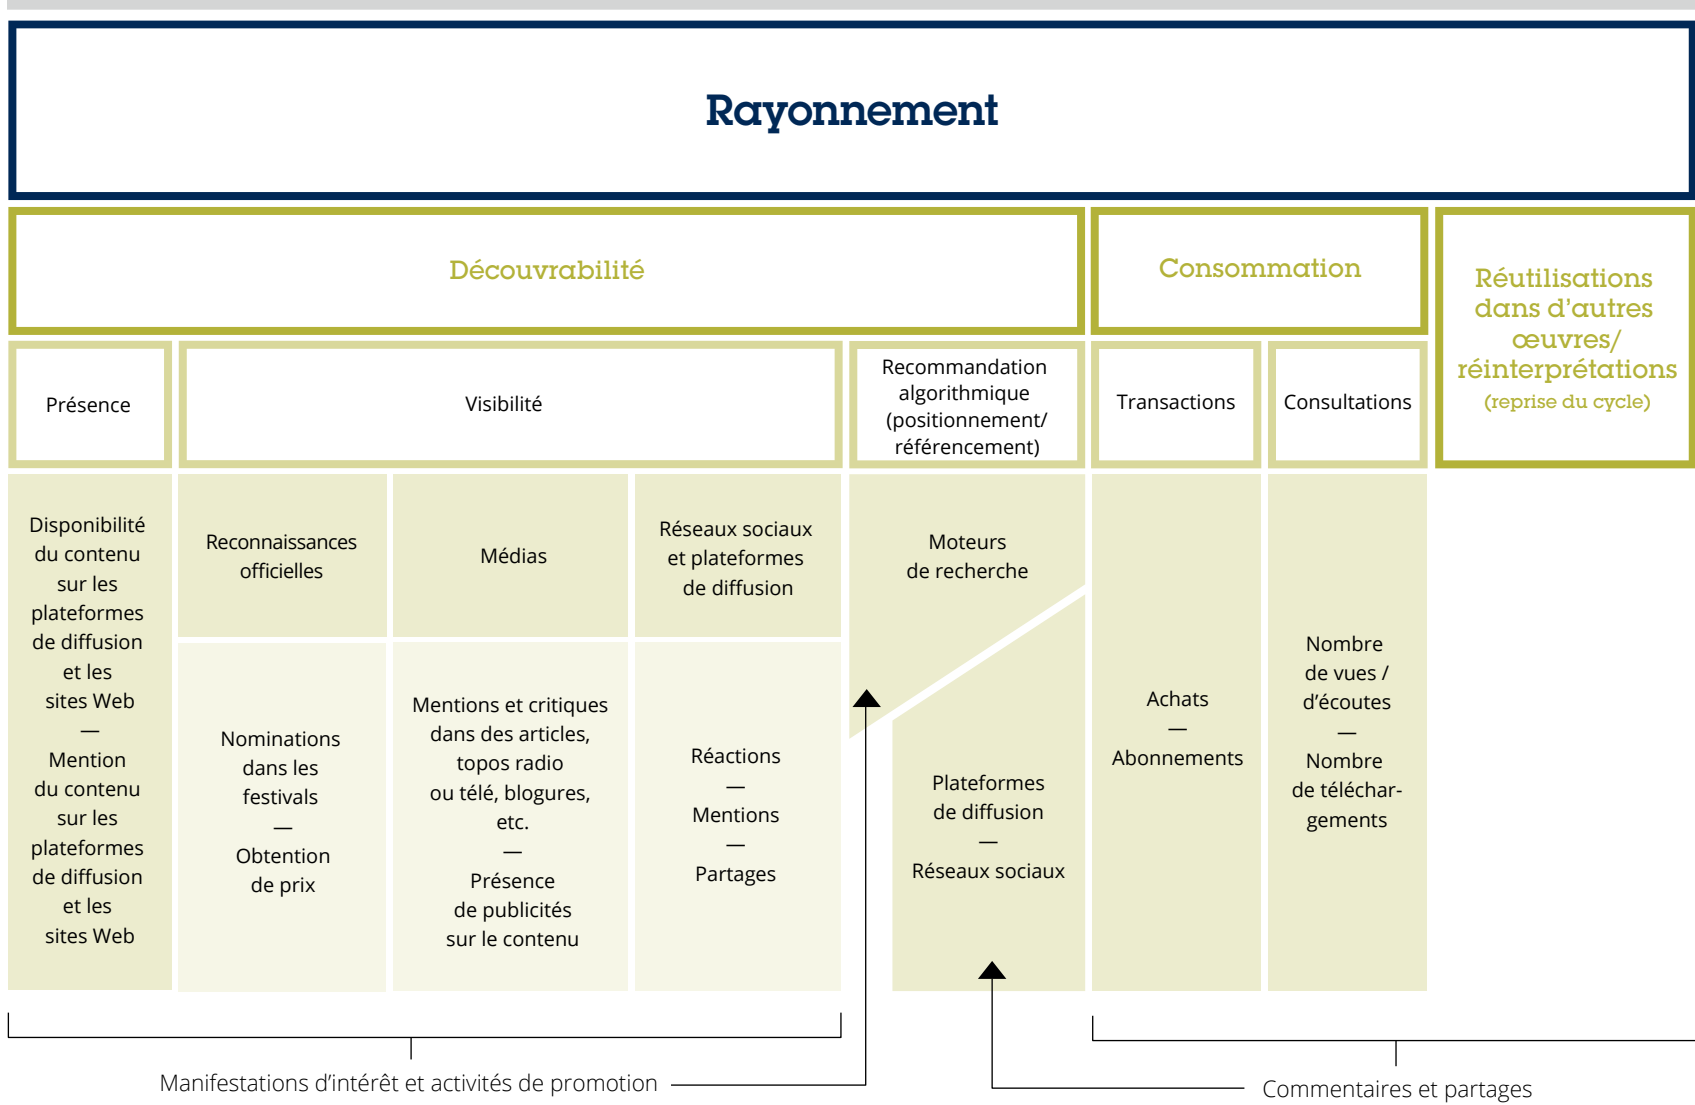 Rayonnement
Découvrabilité
Consommation
Réutilisations
dans d'autres
œuvres/
réinterprétations
(reprise du cycle)
Présence
Visibilité
Recommandation
algorithmique
(positionnement/
référencement)
Transactions
Consultations
Disponibilité
du contenu
sur les
plateformes
de diffusion
et les
sites Web
—
Mention
du contenu
sur les
plateformes
de diffusion
et les
sites Web
Reconnaissances
officielles
Nominations
dans les
festivals
—
Obtention
de prix
Médias
Mentions et critiques
dans des articles,
topos radio
ou télé, blogures,
etc.
—
Présence
de publicités
sur le contenu
Réseaux sociaux
et plateformes
de diffusion
Réactions
—
Mentions
—
Partages
Moteurs
de recherche
Plateformes
de diffusion
—
Réseaux sociaux
Achats
—
Abonnements
Nombre
de vues /
d'écoutes
—
Nombre
de téléchar-
gements
Manifestations d'intérêt et activités de promotion
Commentaires et partages